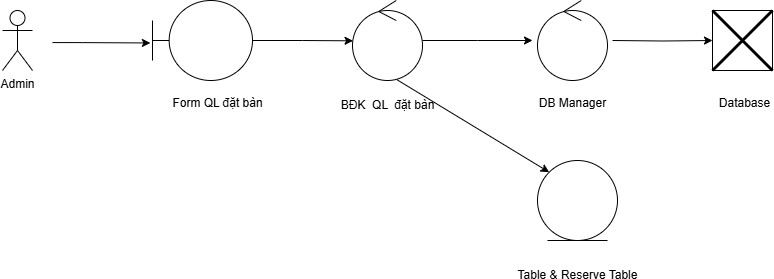 Admin
Form QL đặt bàn
BĐK QL đặt bàn
DB Manager
Database
Table & Reserve Table